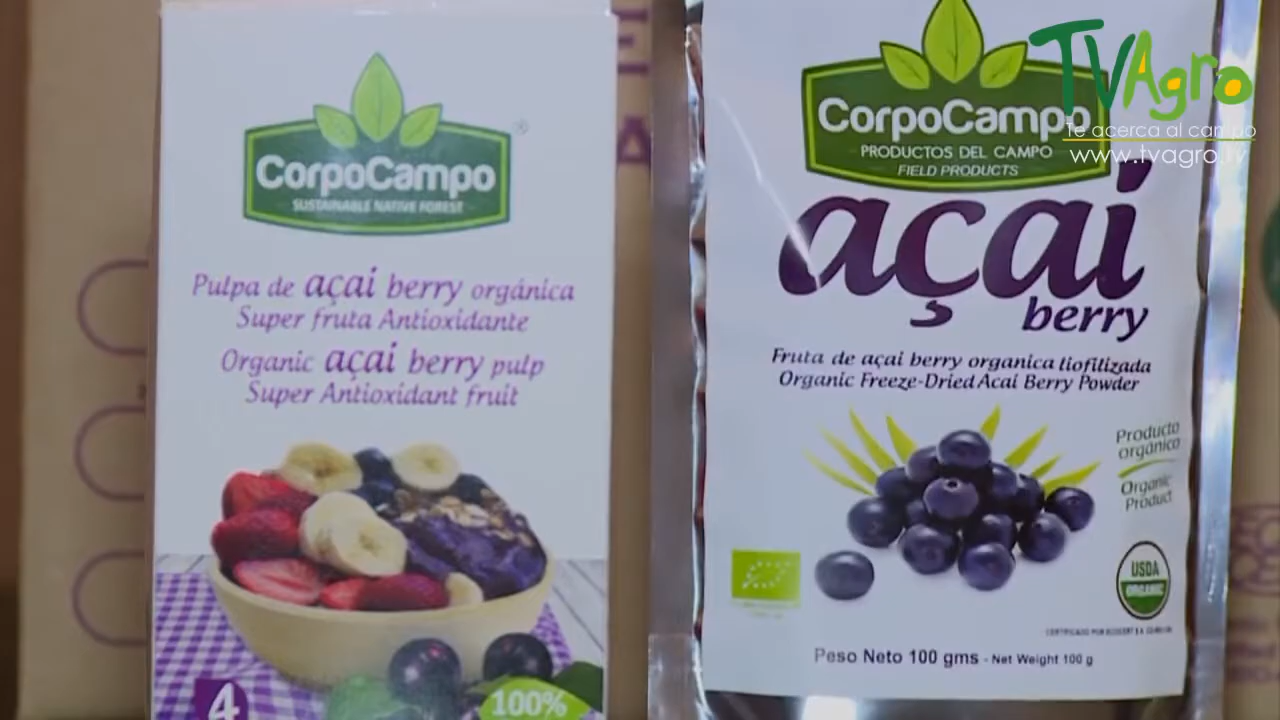 CorpoCampo
SUSTAINABLE NATIVE FOREST
Pulpa de açai berry orgánica
Super fruta Antioxidante
Organic açai berry pulp
Super Antioxidant fruit
4
100%
CorpoCampo
PRODUCTOS DEL CAMPO
FIELD PRODUCTS
açai
berry
Fruta de açai berry organica liofilizada
Organic Freeze-Dried Acai Berry Powder
Producto
orgánico
Organic
Product
USDA
ORGANIC
Peso Neto 100 gms - Net Weight 100 g
TVAgro
Te acerca al campo
www.tvagro.tv